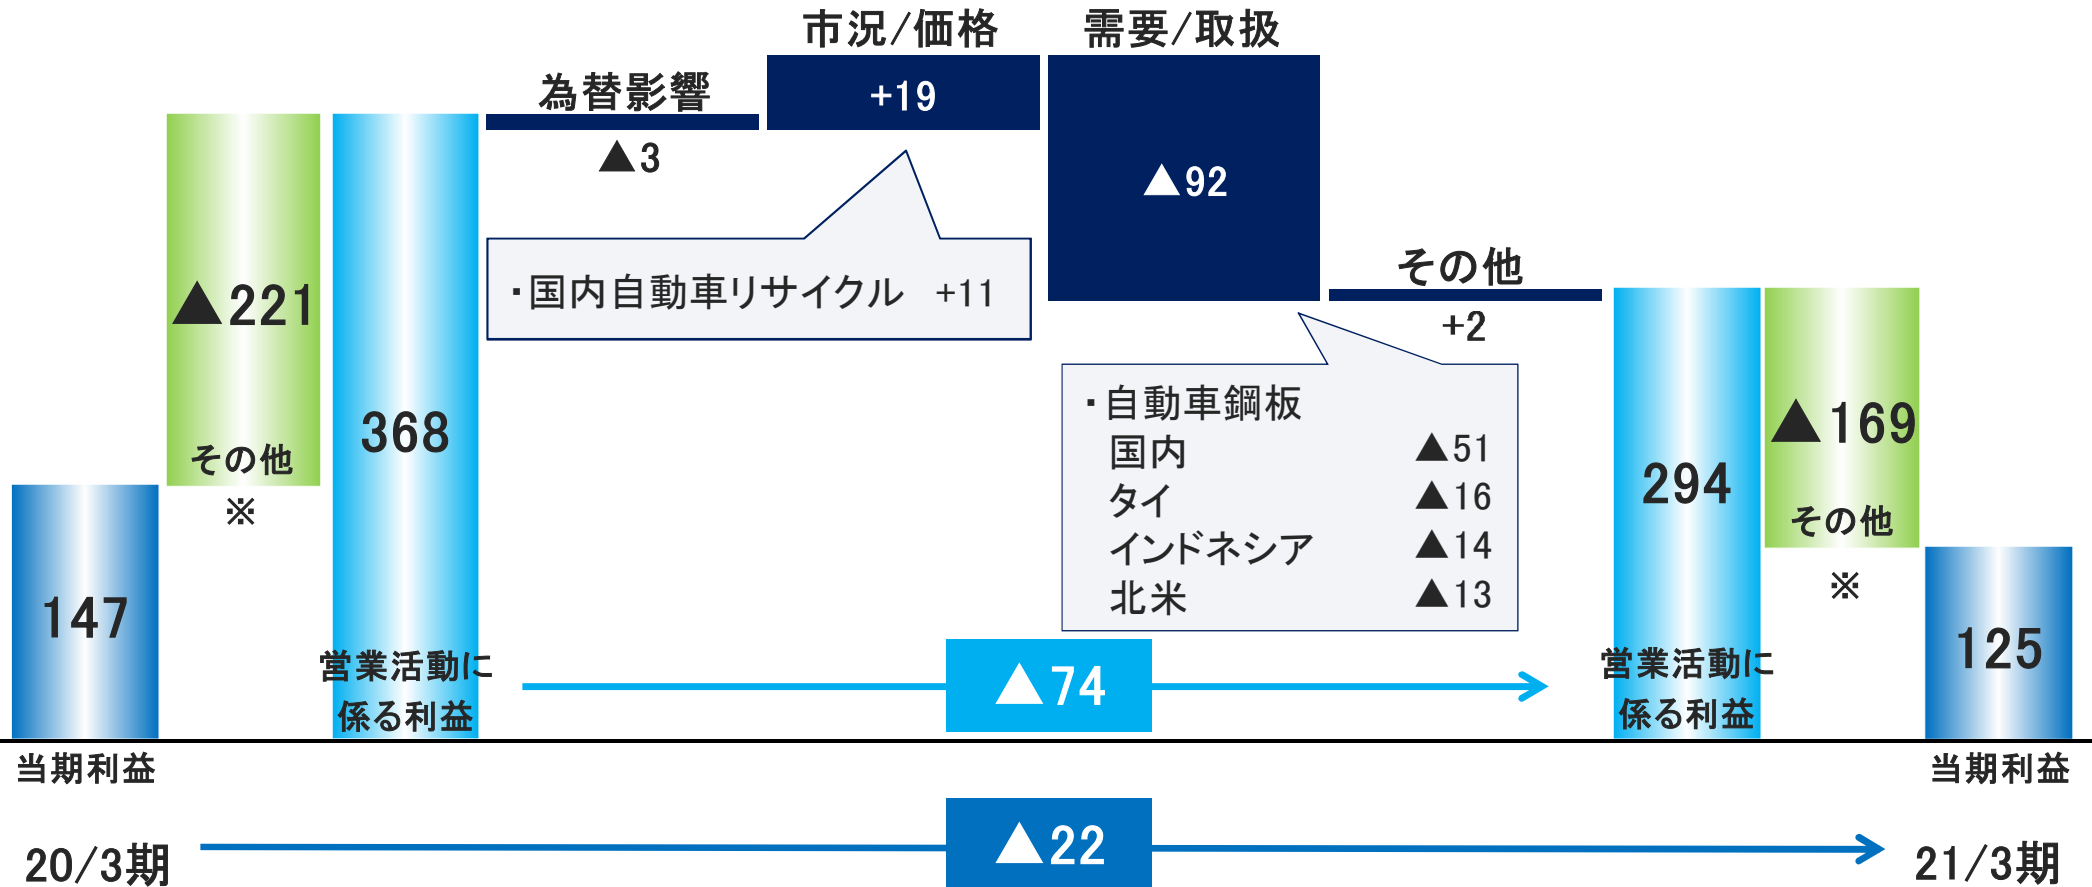 市況/価格
需要/取扱
為替影響
+19
▲3
▲92
・国内自動車リサイクル +11
その他
+2
▲221
その他
※
368
営業活動に
係る利益
147
当期利益
・自動車鋼板
国内 ▲51
タイ ▲16
インドネシア ▲14
北米 ▲13
▲74
294
営業活動に
係る利益
▲169
その他
※
125
当期利益
20/3期
▲22
21/3期